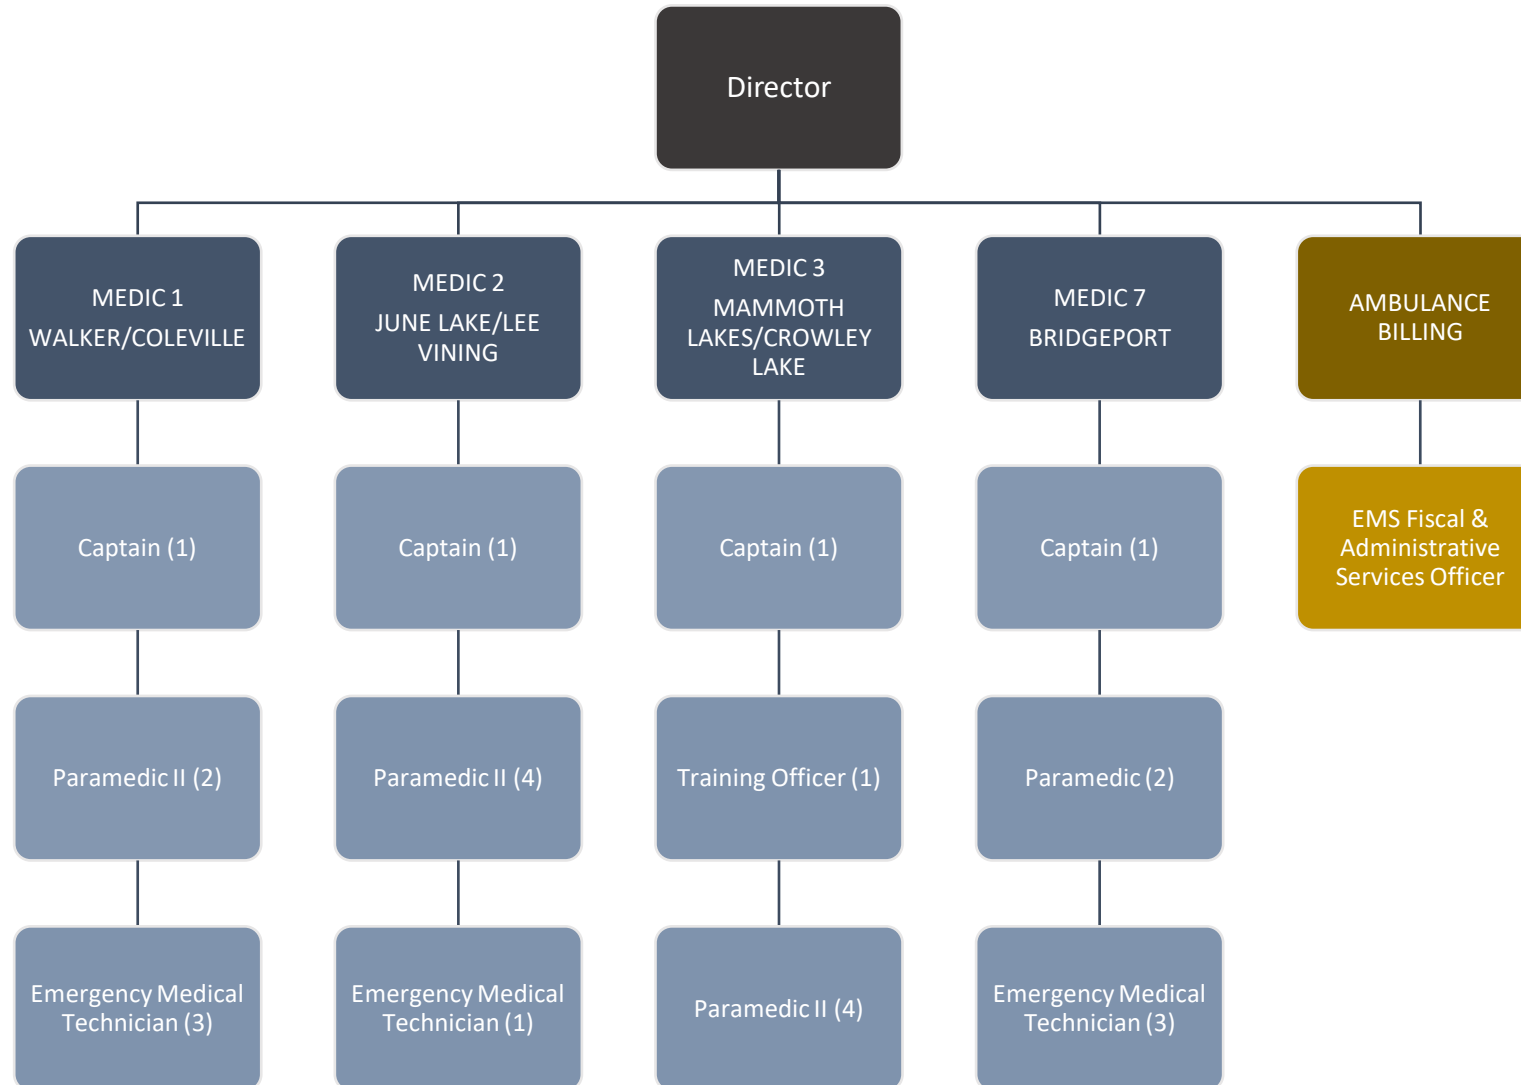 Director
MEDIC 1
WALKER/COLEVILLE
MEDIC 2
JUNE LAKE/LEE
VINING
MEDIC 3
MAMMOTH
LAKES/CROWLEY
LAKE
MEDIC 7
BRIDGEPORT
AMBULANCE
BILLING
Captain (1)
Captain (1)
Captain (1)
Captain (1)
EMS Fiscal &
Administrative
Services Officer
Paramedic II (2)
Paramedic II (4)
Training Officer (1)
Paramedic (2)
Emergency Medical
Technician (3)
Emergency Medical
Technician (1)
Paramedic II (4)
Emergency Medical
Technician (3)